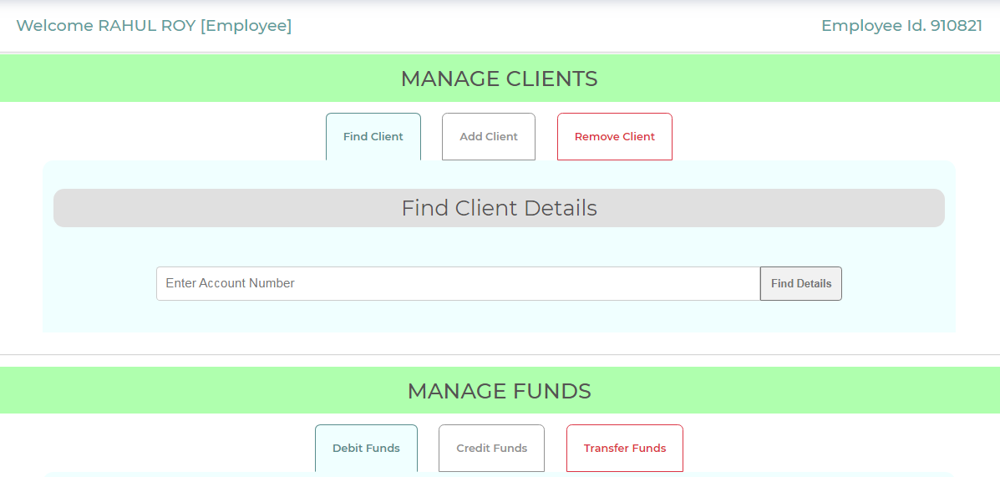 Welcome RAHUL ROY [Employee] Employee Id. 910821
MANAGE CLIENTS
Find Client Add Client Remove Client
Find Client Details
Enter Account Number Find Details
MANAGE FUNDS
Debit Funds Credit Funds Transfer Funds